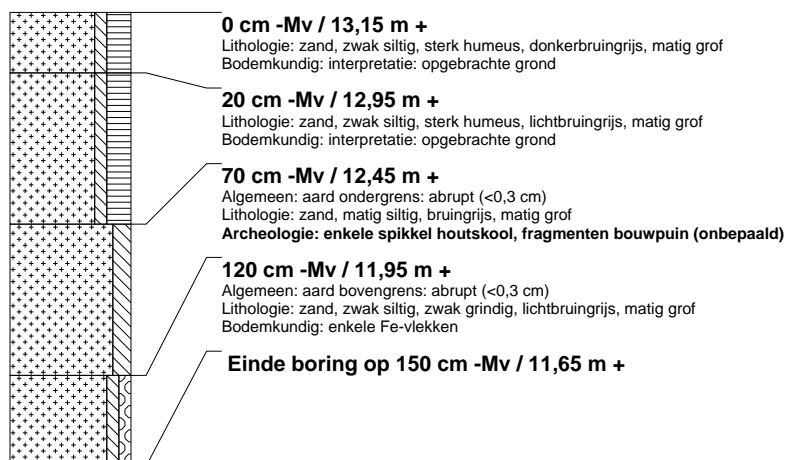 0 cm -Mv / 13,15 m +
Lithologie: zand, zwak siltig, sterk humeus, donkerbruingrijs, matig grof
Bodemkundig: interpretatie: opgebrachte grond
20 cm -Mv / 12,95 m +
Lithologie: zand, zwak siltig, sterk humeus, lichtbruingrijs, matig grof
Bodemkundig: interpretatie: opgebrachte grond
70 cm -Mv / 12,45 m +
Algemeen: aard ondergrens: abrupt (<0,3 cm)
Lithologie: zand, matig siltig, bruingrijs, matig grof
Archeologie: enkele spikkel houtskool, fragmenten bouwpuin (onbepaald)
120 cm -Mv / 11,95 m +
Algemeen: aard bovengrens: abrupt (<0,3 cm)
Lithologie: zand, zwak siltig, zwak grindig, lichtbruingrijs, matig grof
Bodemkundig: enkele Fe-vlekken
Einde boring op 150 cm -Mv / 11,65 m +